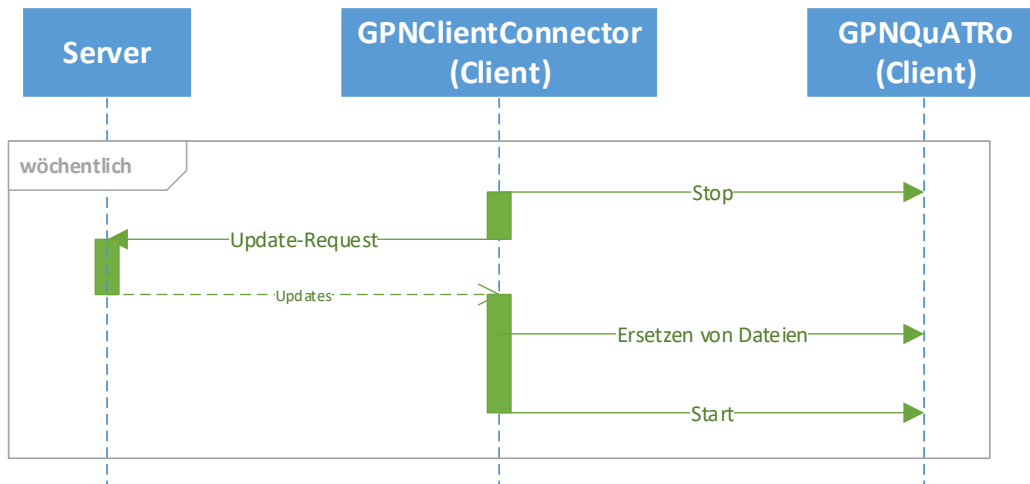 Server
GPNClientConnector
(Client)
GPNQuATRo
(Client)
wöchentlich
Stop
Update-Request
Updates
Ersetzen von Dateien
Start